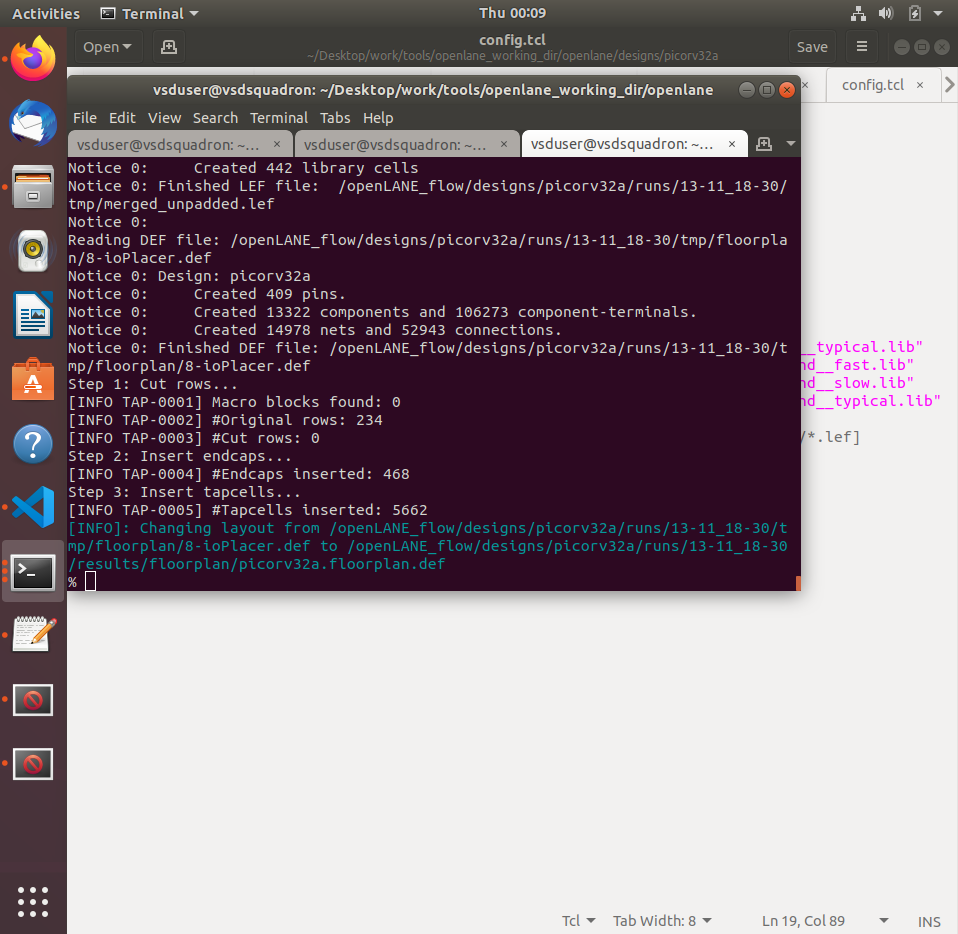 Activities Terminal Thu 00:09
Open config.tcl Save
~/Desktop/work/tools/openlane_working_dir/openlane/designs/picorv32a
config.tcl ×
vsduser@vsdsquadron: ~/Desktop/work/tools/openlane_working_dir/openlane
File Edit View Search Terminal Tabs Help
vsduser@vsdsquadron: ~... × vsduser@vsdsquadron: ~... × vsduser@vsdsquadron: ~... ×
Notice 0:     Created 442 library cells
Notice 0: Finished LEF file:  /openLANE_flow/designs/picorv32a/runs/13-11_18-30/
tmp/merged_unpadded.lef
Notice 0:
Reading DEF file: /openLANE_flow/designs/picorv32a/runs/13-11_18-30/tmp/floorpla
n/8-ioPlacer.def
Notice 0: Design: picorv32a
Notice 0:     Created 409 pins.
Notice 0:     Created 13322 components and 106273 component-terminals.
Notice 0:     Created 14978 nets and 52943 connections.
Notice 0: Finished DEF file: /openLANE_flow/designs/picorv32a/runs/13-11_18-30/t
mp/floorplan/8-ioPlacer.def
Step 1: Cut rows...
[INFO TAP-0001] Macro blocks found: 0
[INFO TAP-0002] #Original rows: 234
[INFO TAP-0003] #Cut rows: 0
Step 2: Insert endcaps...
[INFO TAP-0004] #Endcaps inserted: 468
Step 3: Insert tapcells...
[INFO TAP-0005] #Tapcells inserted: 5662
[INFO]: Changing layout from /openLANE_flow/designs/picorv32a/runs/13-11_18-30/t
mp/floorplan/8-ioPlacer.def to /openLANE_flow/designs/picorv32a/runs/13-11_18-30
/results/floorplan/picorv32a.floorplan.def
%
__typical.lib"
nd__fast.lib"
nd__slow.lib"
nd__typical.lib"
/*.lef]
Tcl Tab Width: 8 Ln 19, Col 89 INS